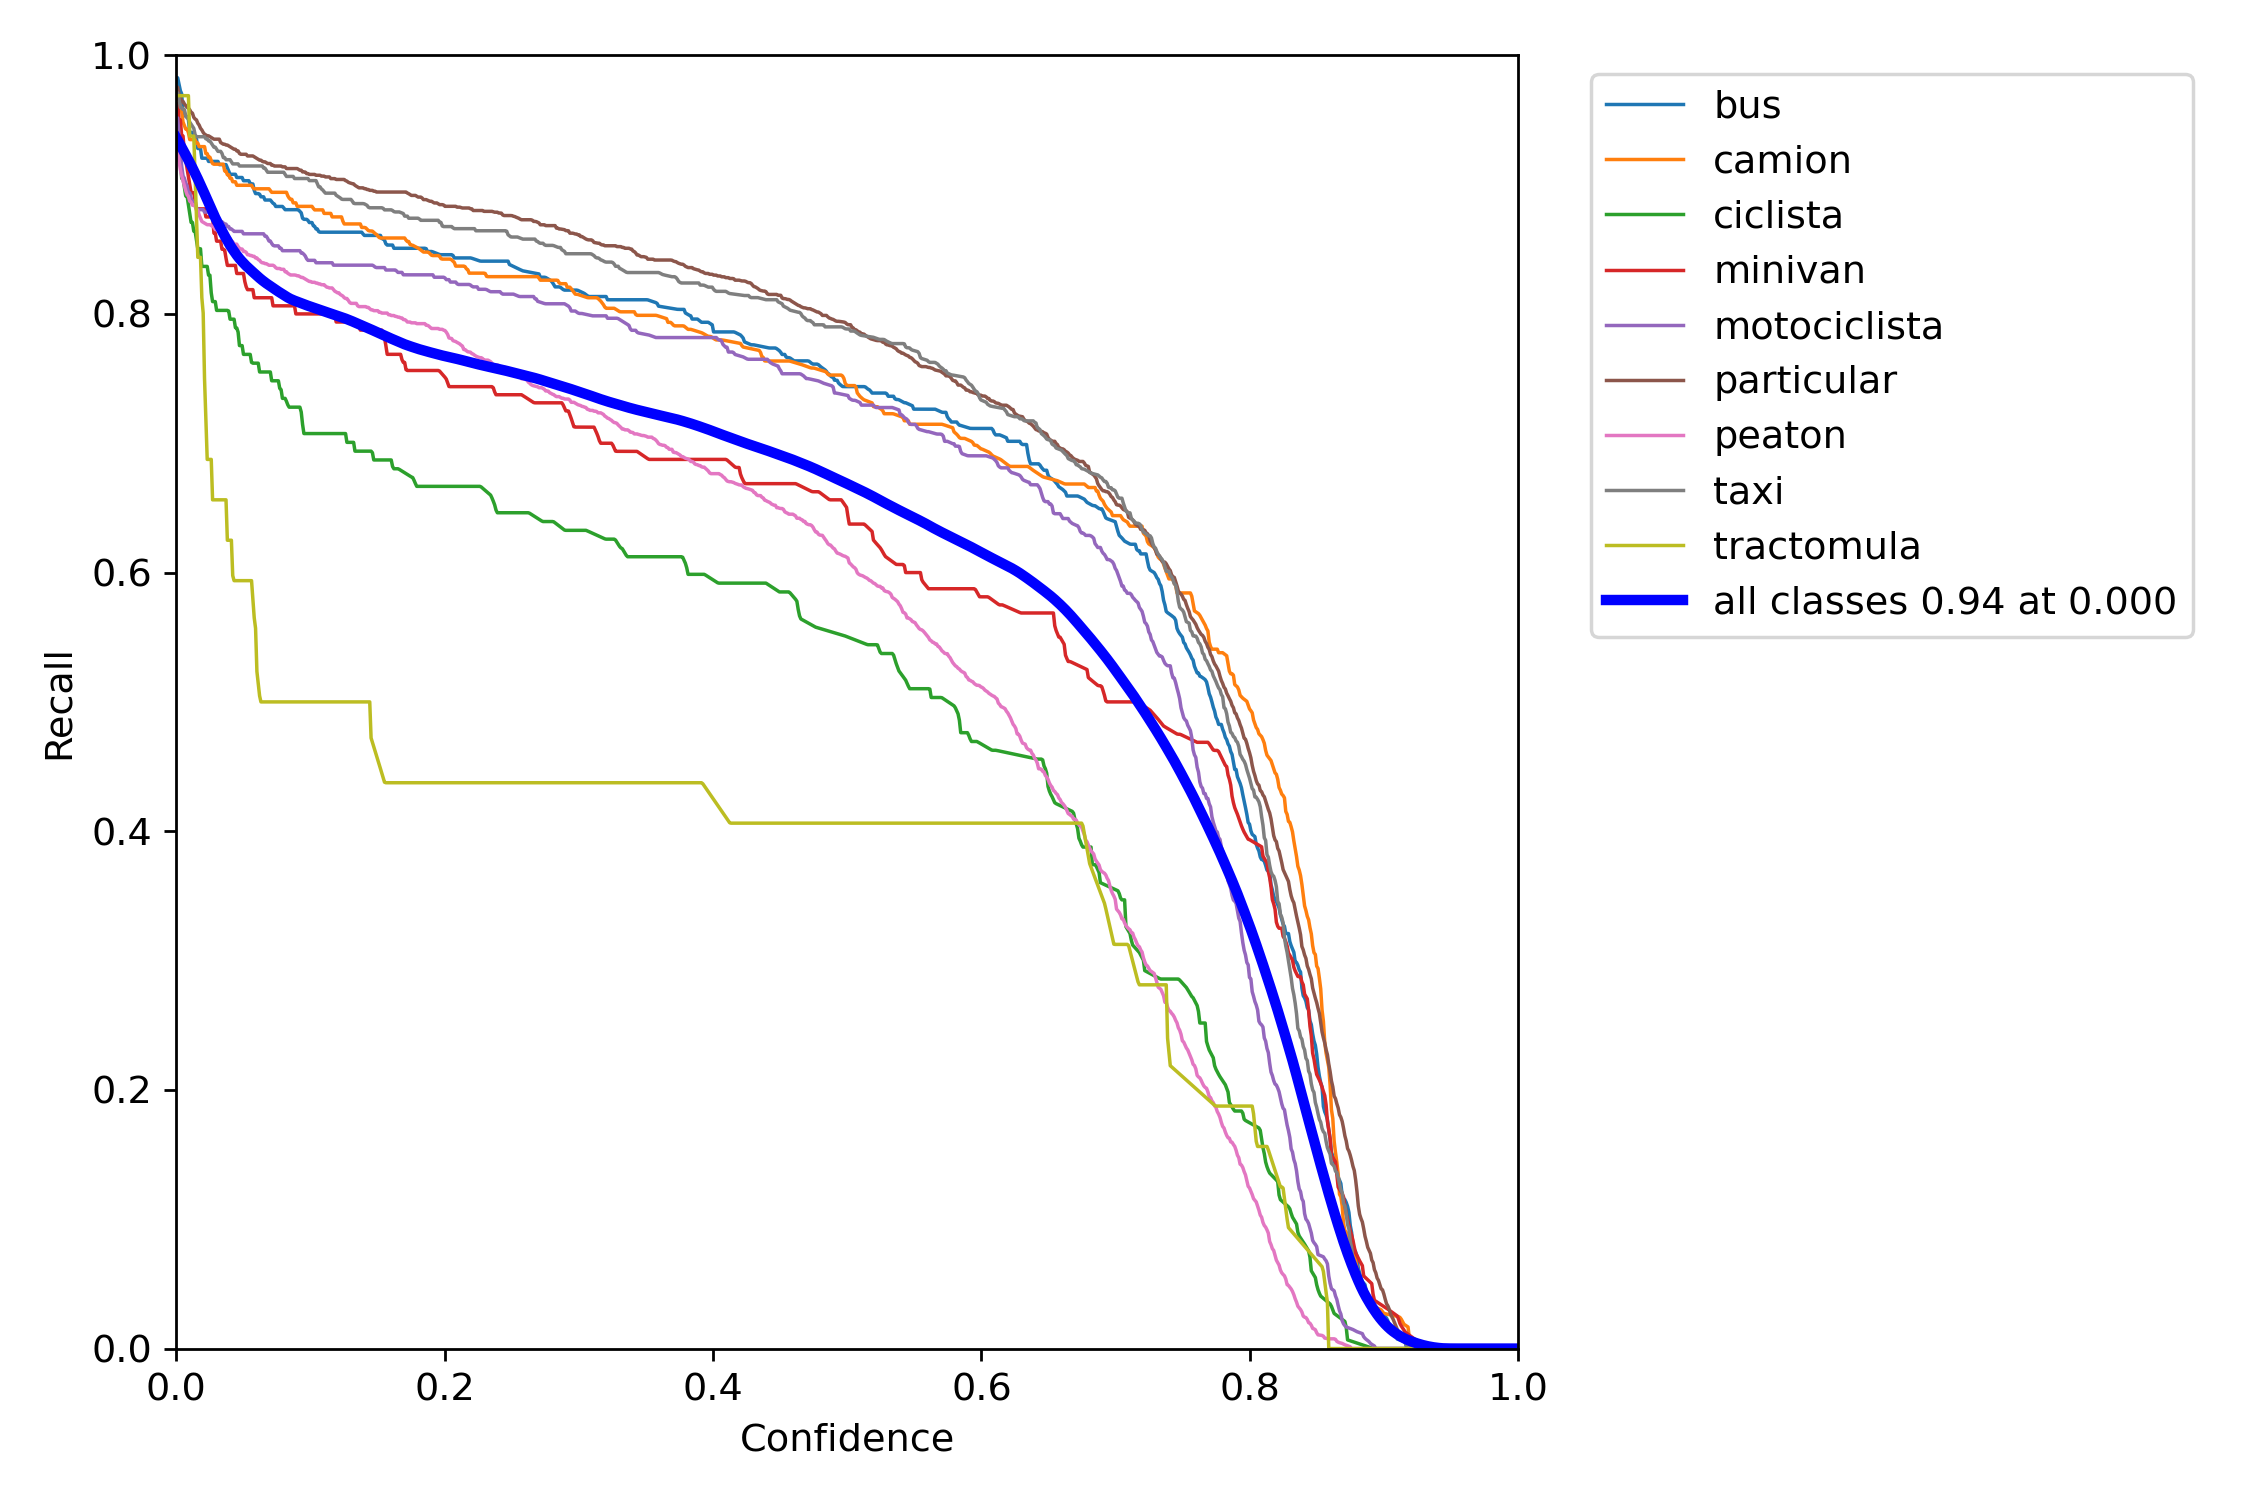 1.0
0.8
0.6
0.4
0.2
0.0
Recall
0.0 0.2 0.4 0.6 0.8 1.0
Confidence
bus
camion
ciclista
minivan
motociclista
particular
peaton
taxi
tractomula
all classes 0.94 at 0.000